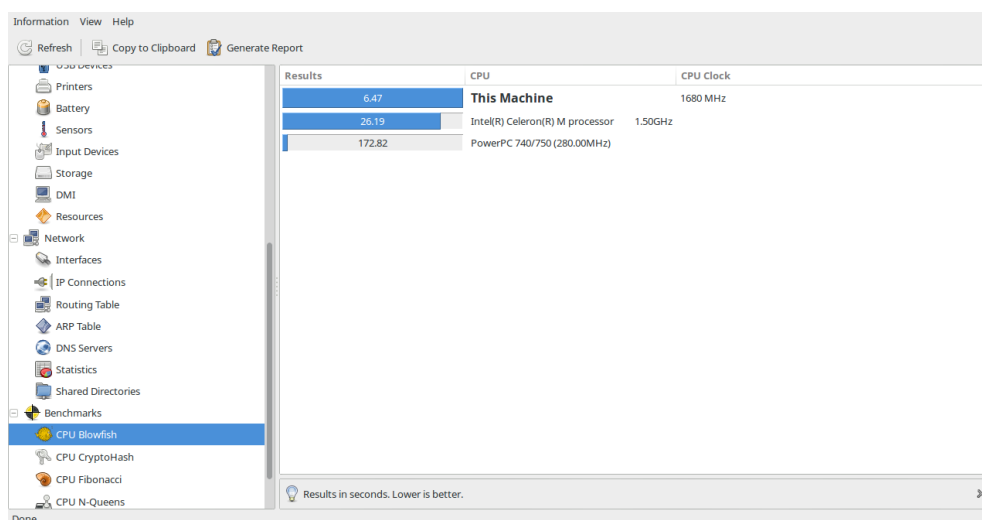 Information View Help
Refresh Copy to Clipboard Generate Report
USB Devices
Printers
Battery
Sensors
Input Devices
Storage
DMI
Resources
Network
Interfaces
IP Connections
Routing Table
ARP Table
DNS Servers
Statistics
Shared Directories
Benchmarks
CPU Blowfish
CPU CryptoHash
CPU Fibonacci
CPU N-Queens
Results CPU CPU Clock
6.47 This Machine 1680 MHz
26.19 Intel(R) Celeron(R) M processor 1.50GHz
172.82 PowerPC 740/750 (280.00MHz)
Results in seconds. Lower is better.
Done